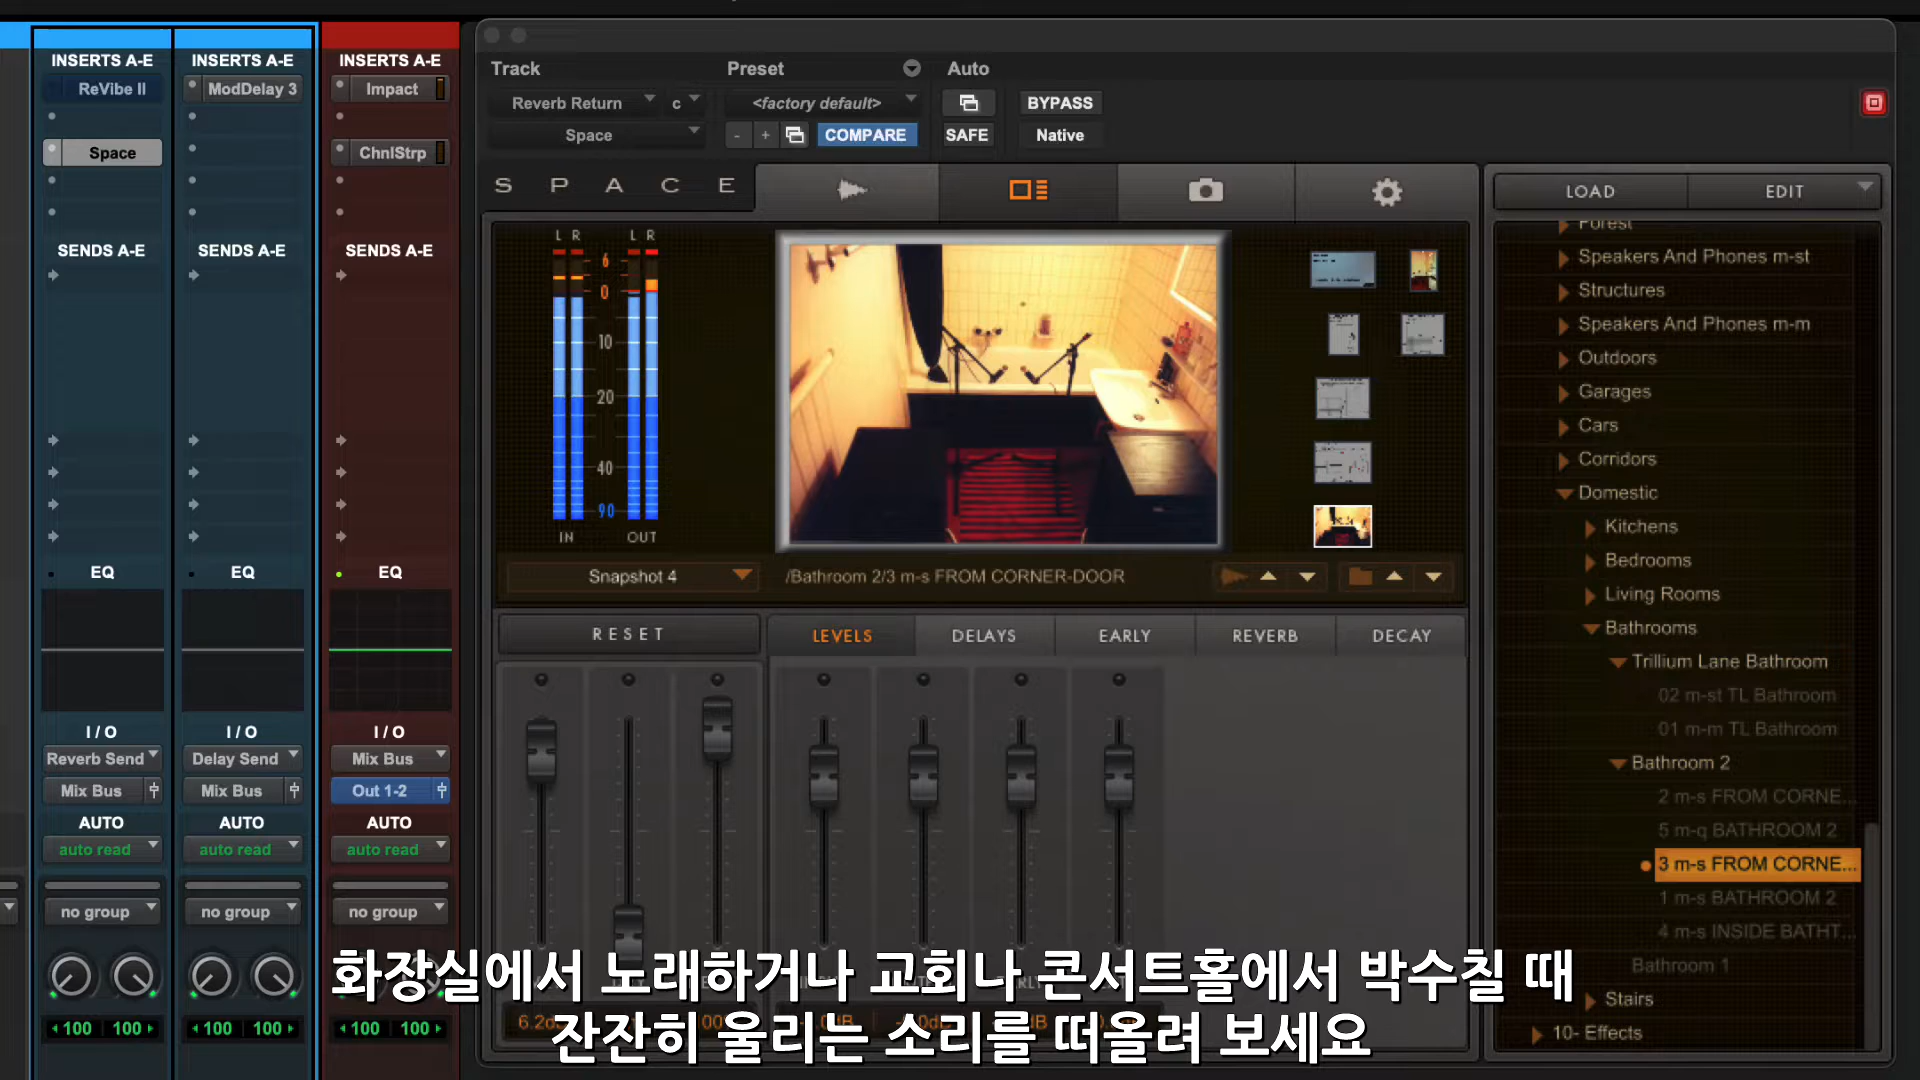 INSERTS A-E
ReVibe II
Space
SENDS A-E
EQ
I / O
Reverb Send
Mix Bus
AUTO
auto read
no group
100 100
INSERTS A-E
ModDelay 3
SENDS A-E
EQ
I / O
Delay Send
Mix Bus
AUTO
auto read
no group
100 100
INSERTS A-E
Impact
ChnlStrp
SENDS A-E
EQ
I / O
Mix Bus
Out 1-2
AUTO
auto read
no group
100 100
Track Preset Auto
Reverb Return c <factory default> BYPASS
Space - + COMPARE SAFE Native
SPACE
L R L R
6
0
10
20
40
90
IN OUT
Snapshot 4 /Bathroom 2/3 m-s FROM CORNER-DOOR
RESET LEVELS DELAYS EARLY REVERB DECAY
LOAD EDIT
Forest
Speakers And Phones m-st
Structures
Speakers And Phones m-m
Outdoors
Garages
Cars
Corridors
Domestic
Kitchens
Bedrooms
Living Rooms
Bathrooms
Trillium Lane Bathroom
02 m-st TL Bathroom
01 m-m TL Bathroom
Bathroom 2
2 m-s FROM CORNE...
5 m-q BATHROOM 2
3 m-s FROM CORNE...
1 m-s BATHROOM 2
4 m-s INSIDE BATHT...
Bathroom 1
Stairs
10- Effects
화장실에서 노래하거나 교회나 콘서트홀에서 박수칠 때
잔잔히 울리는 소리를 떠올려 보세요